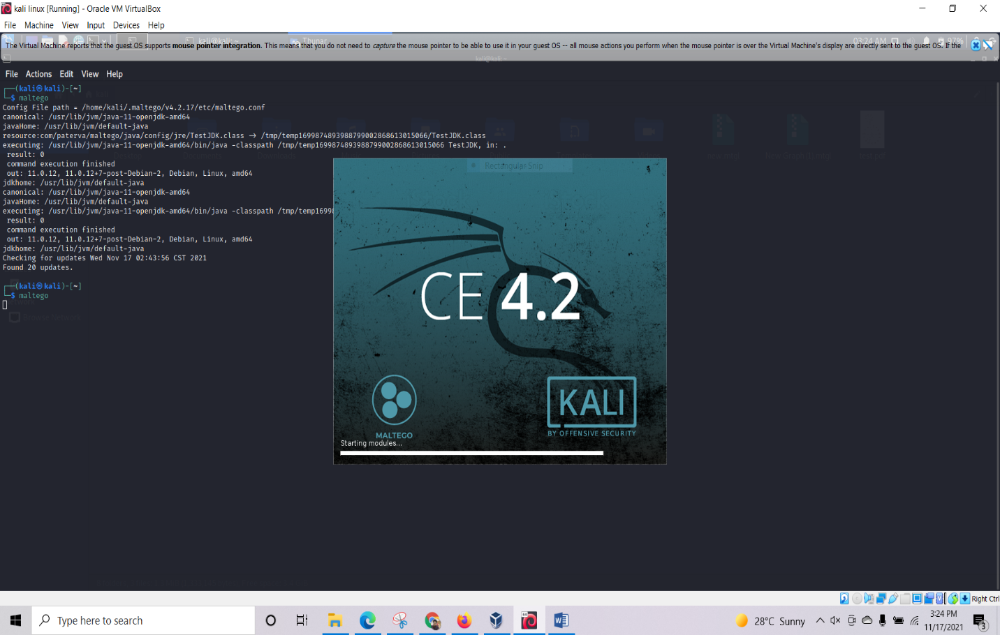 kali linux [Running] - Oracle VM VirtualBox
File Machine View Input Devices Help
kali@kali: ~
Thunar
03:24 AM
97%
The Virtual Machine reports that the guest OS supports mouse pointer integration. This means that you do not need to capture the mouse pointer to be able to use it in your guest OS -- all mouse actions you perform when the mouse pointer is over the Virtual Machine's display are directly sent to the guest OS. If the
kali@kali: ~
File Actions Edit View Help
┌──(kali㉿kali)-[~]
└─$ maltego
Config File path = /home/kali/.maltego/v4.2.17/etc/maltego.conf
canonical: /usr/lib/jvm/java-11-openjdk-amd64
javaHome: /usr/lib/jvm/default-java
resource:com/paterva/maltego/java/config/jre/TestJDK.class → /tmp/temp16998748939887990028686​13015066/TestJDK.class
executing: /usr/lib/jvm/java-11-openjdk-amd64/bin/java -classpath /tmp/temp1699874893988799002868613015066 TestJDK, in: .
result: 0
command execution finished
out: 11.0.12, 11.0.12+7-post-Debian-2, Debian, Linux, amd64
jdkhome: /usr/lib/jvm/default-java
canonical: /usr/lib/jvm/java-11-openjdk-amd64
javaHome: /usr/lib/jvm/default-java
executing: /usr/lib/jvm/java-11-openjdk-amd64/bin/java -classpath /tmp/temp1699
result: 0
command execution finished
out: 11.0.12, 11.0.12+7-post-Debian-2, Debian, Linux, amd64
jdkhome: /usr/lib/jvm/default-java
Checking for updates Wed Nov 17 02:43:56 CST 2021
Found 20 updates.
┌──(kali㉿kali)-[~]
└─$ maltego
Rectangular Snip
CE 4.2
MALTEGO
KALI
BY OFFENSIVE SECURITY
Starting modules...
Right Ctrl
Type here to search
28°C Sunny
3:24 PM
11/17/2021
3